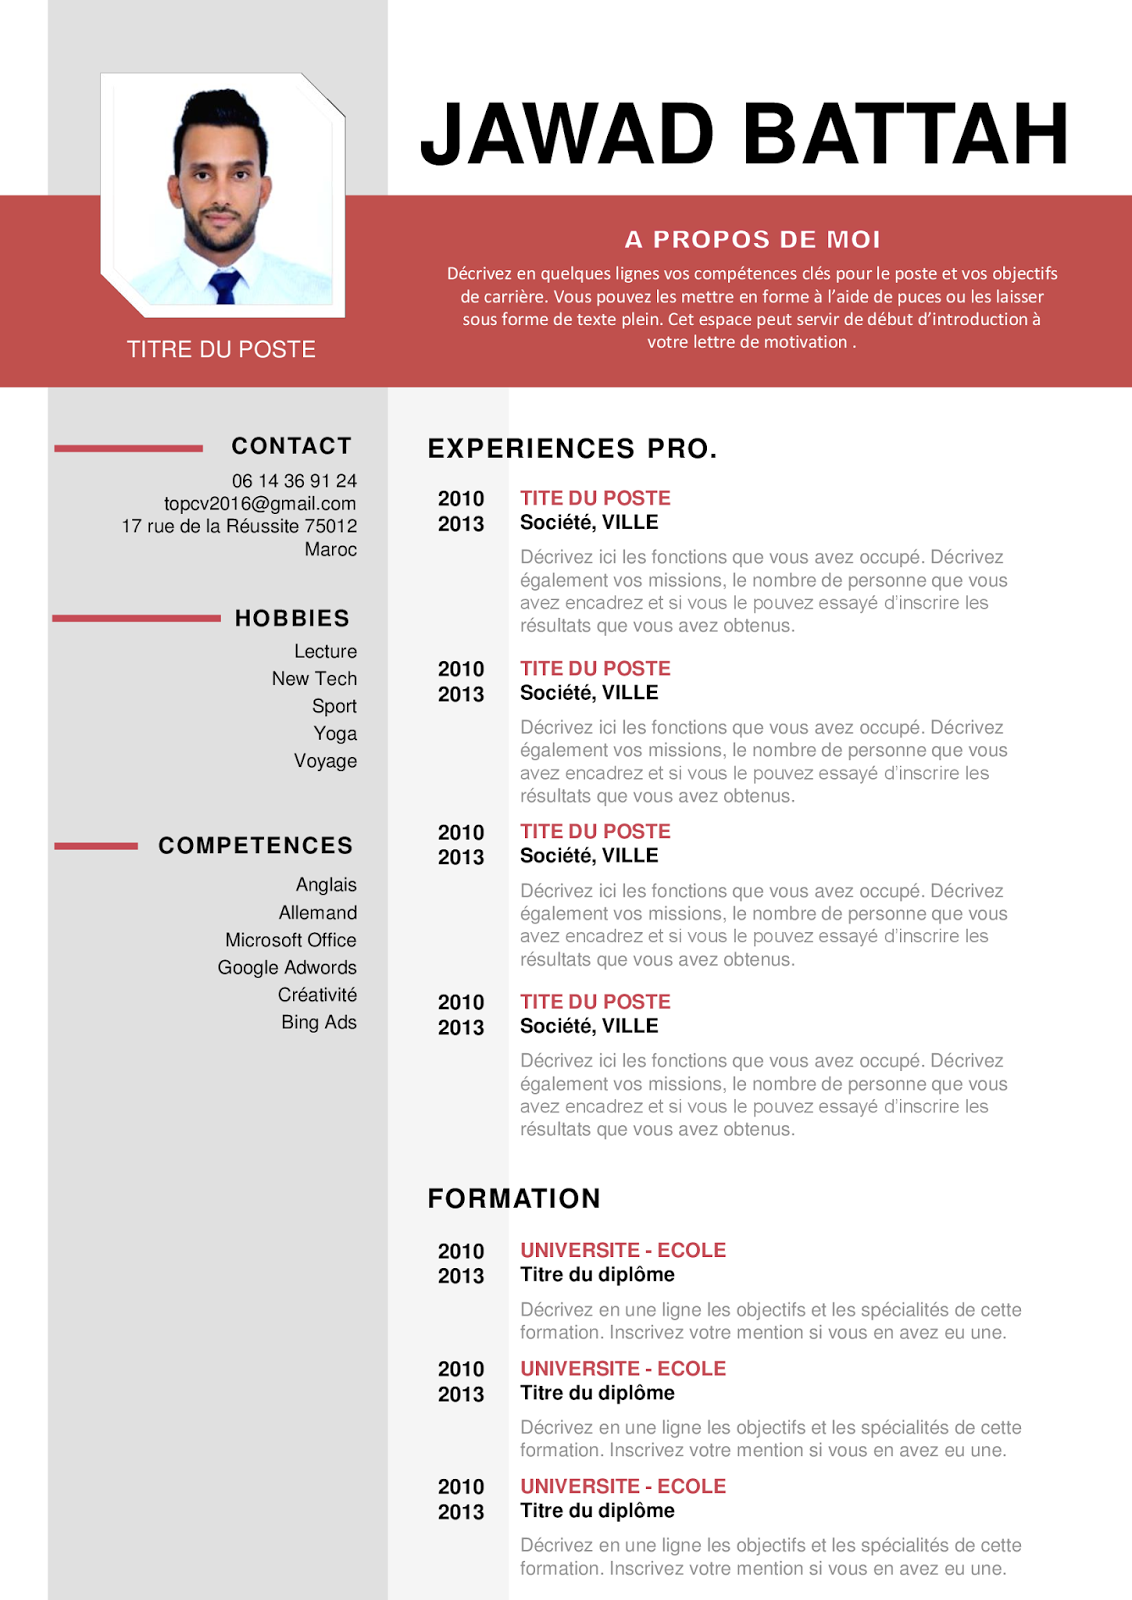 JAWAD BATTAH
A PROPOS DE MOI
Décrivez en quelques lignes vos compétences clés pour le poste et vos objectifs
de carrière. Vous pouvez les mettre en forme à l’aide de puces ou les laisser
sous forme de texte plein. Cet espace peut servir de début d’introduction à
votre lettre de motivation .
TITRE DU POSTE
CONTACT
06 14 36 91 24
topcv2016@gmail.com
17 rue de la Réussite 75012
Maroc
HOBBIES
Lecture
New Tech
Sport
Yoga
Voyage
COMPETENCES
Anglais
Allemand
Microsoft Office
Google Adwords
Créativité
Bing Ads
EXPERIENCES PRO.
2010 TITE DU POSTE
2013 Société, VILLE
Décrivez ici les fonctions que vous avez occupé. Décrivez
également vos missions, le nombre de personne que vous
avez encadrez et si vous le pouvez essayé d’inscrire les
résultats que vous avez obtenus.
2010 TITE DU POSTE
2013 Société, VILLE
Décrivez ici les fonctions que vous avez occupé. Décrivez
également vos missions, le nombre de personne que vous
avez encadrez et si vous le pouvez essayé d’inscrire les
résultats que vous avez obtenus.
2010 TITE DU POSTE
2013 Société, VILLE
Décrivez ici les fonctions que vous avez occupé. Décrivez
également vos missions, le nombre de personne que vous
avez encadrez et si vous le pouvez essayé d’inscrire les
résultats que vous avez obtenus.
2010 TITE DU POSTE
2013 Société, VILLE
Décrivez ici les fonctions que vous avez occupé. Décrivez
également vos missions, le nombre de personne que vous
avez encadrez et si vous le pouvez essayé d’inscrire les
résultats que vous avez obtenus.
FORMATION
2010 UNIVERSITE - ECOLE
2013 Titre du diplôme
Décrivez en une ligne les objectifs et les spécialités de cette
formation. Inscrivez votre mention si vous en avez eu une.
2010 UNIVERSITE - ECOLE
2013 Titre du diplôme
Décrivez en une ligne les objectifs et les spécialités de cette
formation. Inscrivez votre mention si vous en avez eu une.
2010 UNIVERSITE - ECOLE
2013 Titre du diplôme
Décrivez en une ligne les objectifs et les spécialités de cette
formation. Inscrivez votre mention si vous en avez eu une.